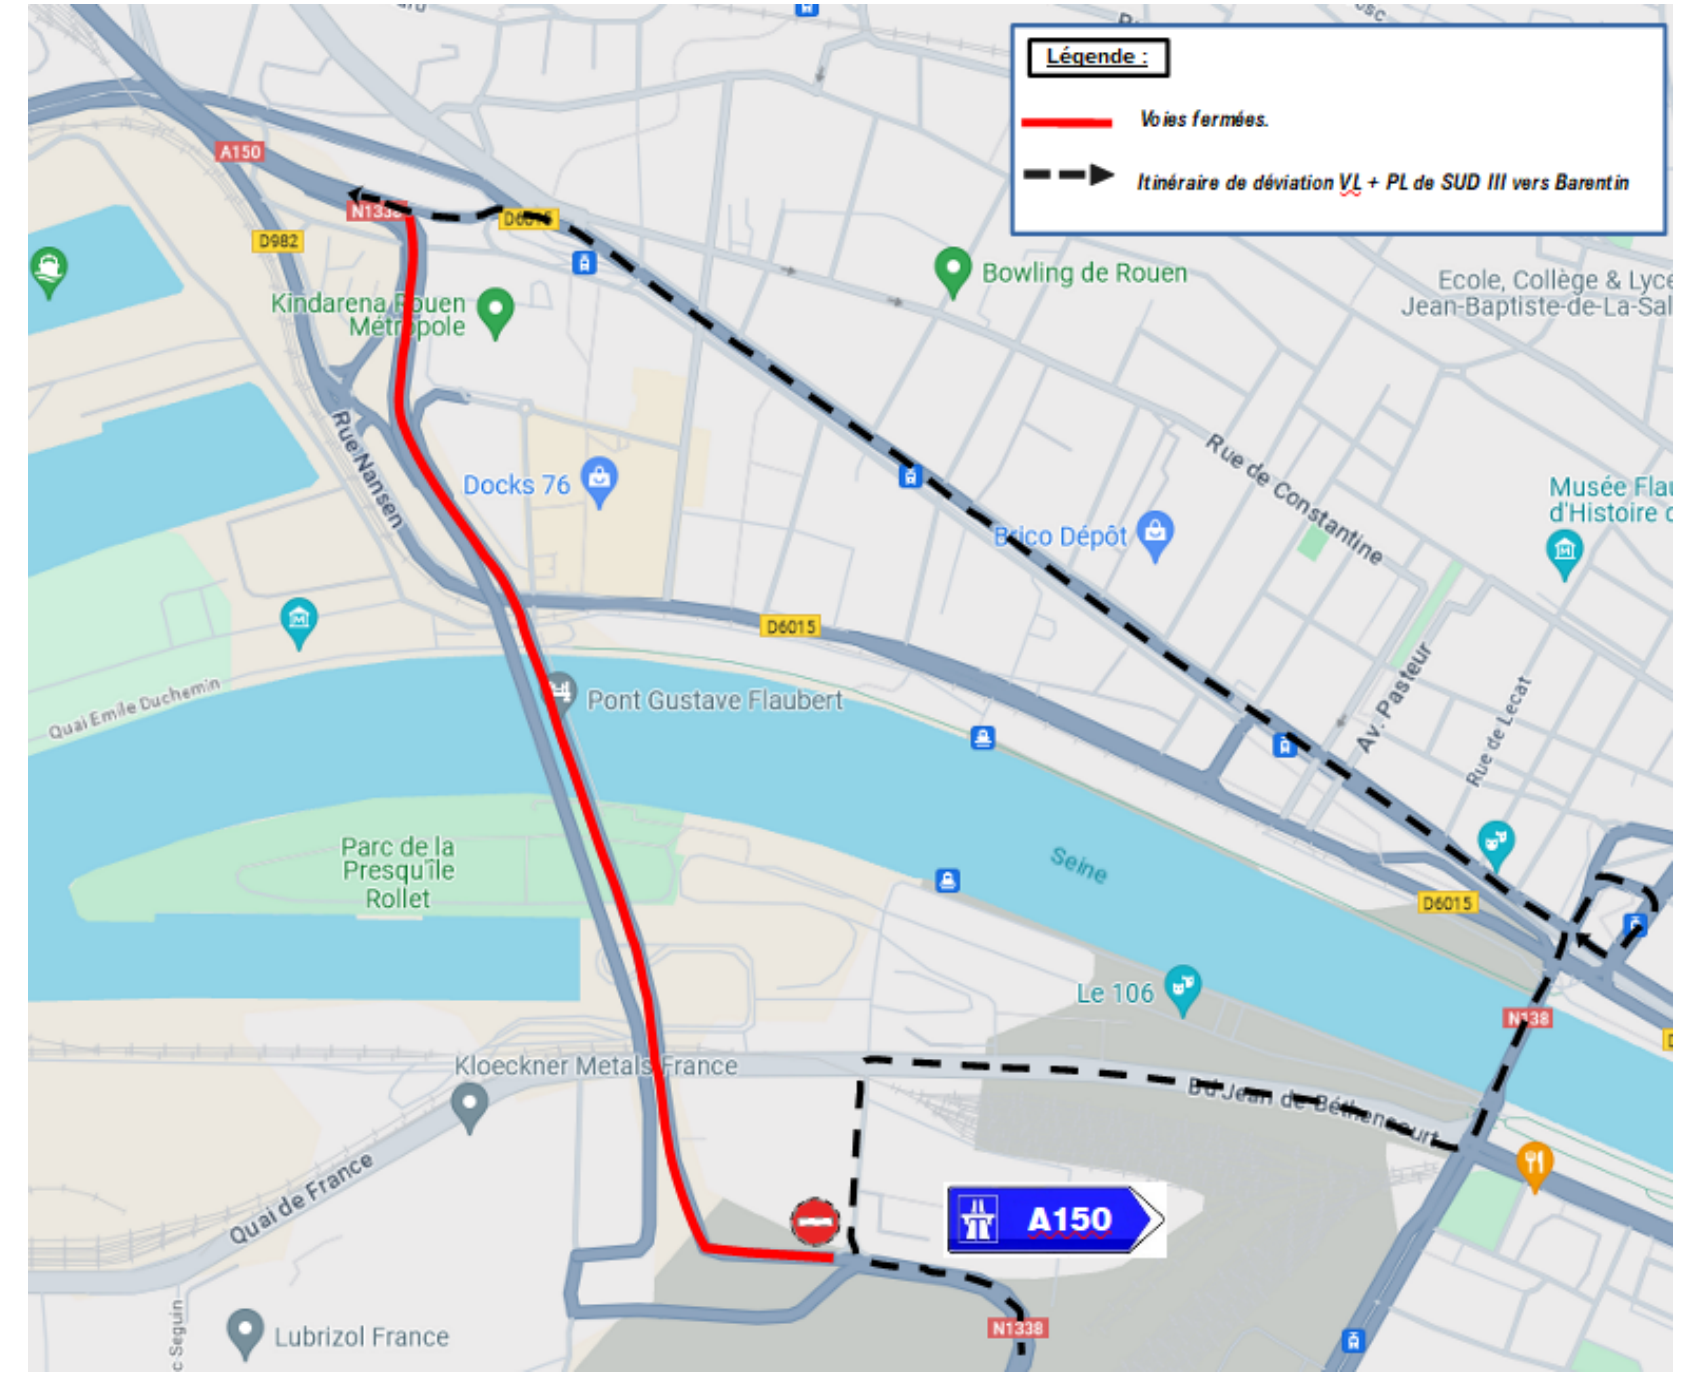 Légende :
Voies fermées.
Itinéraire de déviation VL + PL de SUD III vers Barentin
A150
N1338
D6015
D982
Bowling de Rouen
Ecole, Collège & Lyce
Jean-Baptiste-de-La-Sal
Kindarena Rouen
Métropole
Rue Nansen
Docks 76
Rue de Constantine
Musée Flau
d'Histoire d
Brico Dépôt
D6015
Av. Pasteur
Rue de Lecat
Quai Emile Duchemin
Pont Gustave Flaubert
Parc de la
Presqu'île
Rollet
Seine
D6015
Le 106
N138
Kloeckner Metals France
Bd Jean de Béthencourt
Quai de France
A150
N1338
Lubrizol France
c Seguin